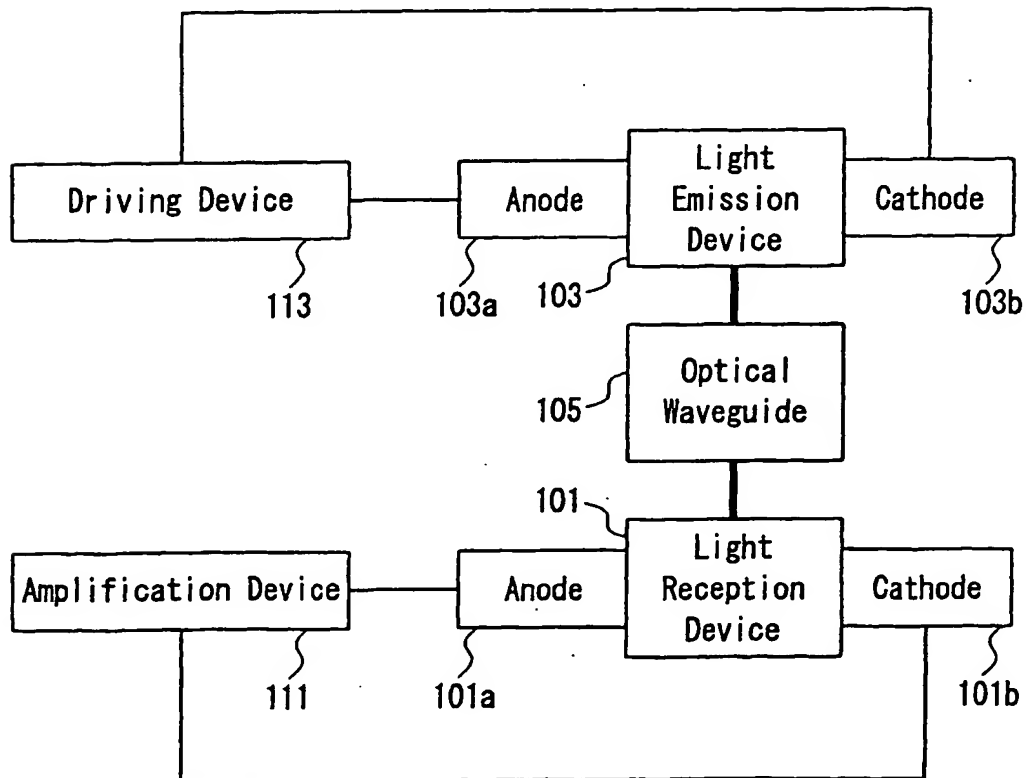 Driving Device
Anode
Light
Emission
Device
Cathode
113
103a
103
103b
Optical
Waveguide
105
101
Amplification Device
Anode
Light
Reception
Device
Cathode
111
101a
101b